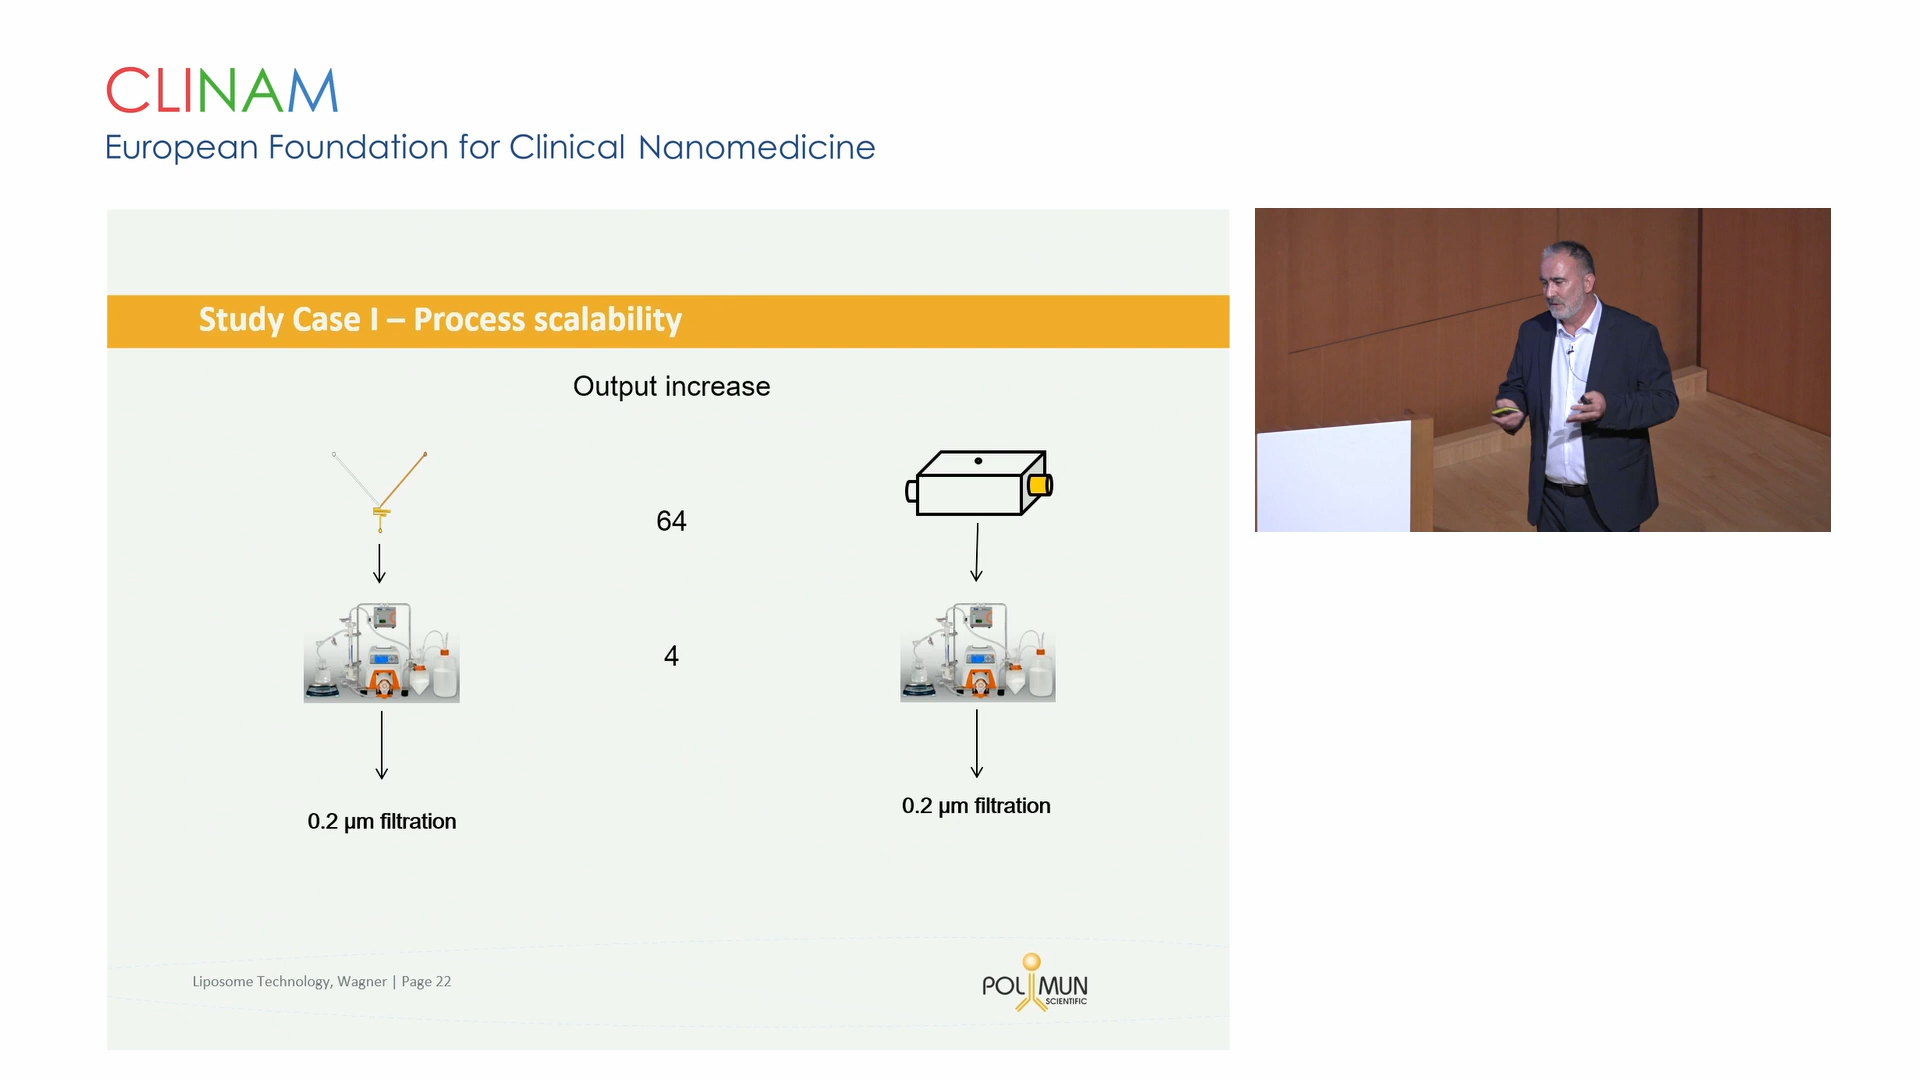 CLINAM
European Foundation for Clinical Nanomedicine
Study Case I – Process scalability
Output increase
64
4
0.2 µm filtration
0.2 µm filtration
Liposome Technology, Wagner | Page 22
POLIMUN
SCIENTIFIC